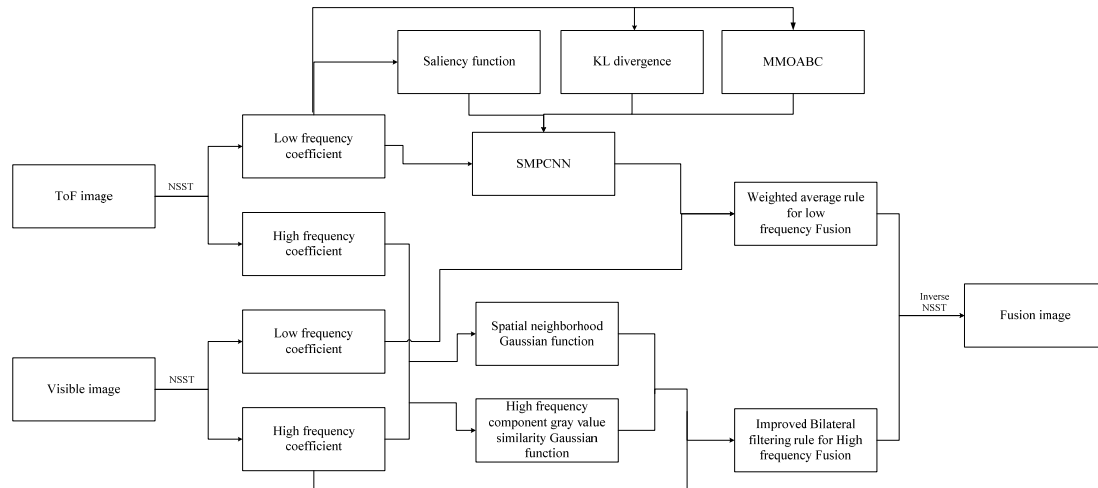 Saliency function
KL divergence
MMOABC
Low frequency
coefficient
SMPCNN
ToF image
NSST
Weighted average rule
for low
frequency Fusion
High frequency
coefficient
Inverse
NSST
Fusion image
Low frequency
coefficient
Spatial neighborhood
Gaussian function
Visible image
NSST
High frequency
coefficient
High frequency
component gray value
similarity Gaussian
function
Improved Bilateral
filtering rule for High
frequency Fusion